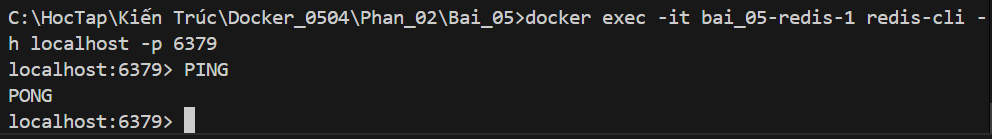 C:\HocTap\Kiến Trúc\Docker_0504\Phan_02\Bai_05>docker exec -it bai_05-redis-1 redis-cli -
h localhost -p 6379
localhost:6379> PING
PONG
localhost:6379>